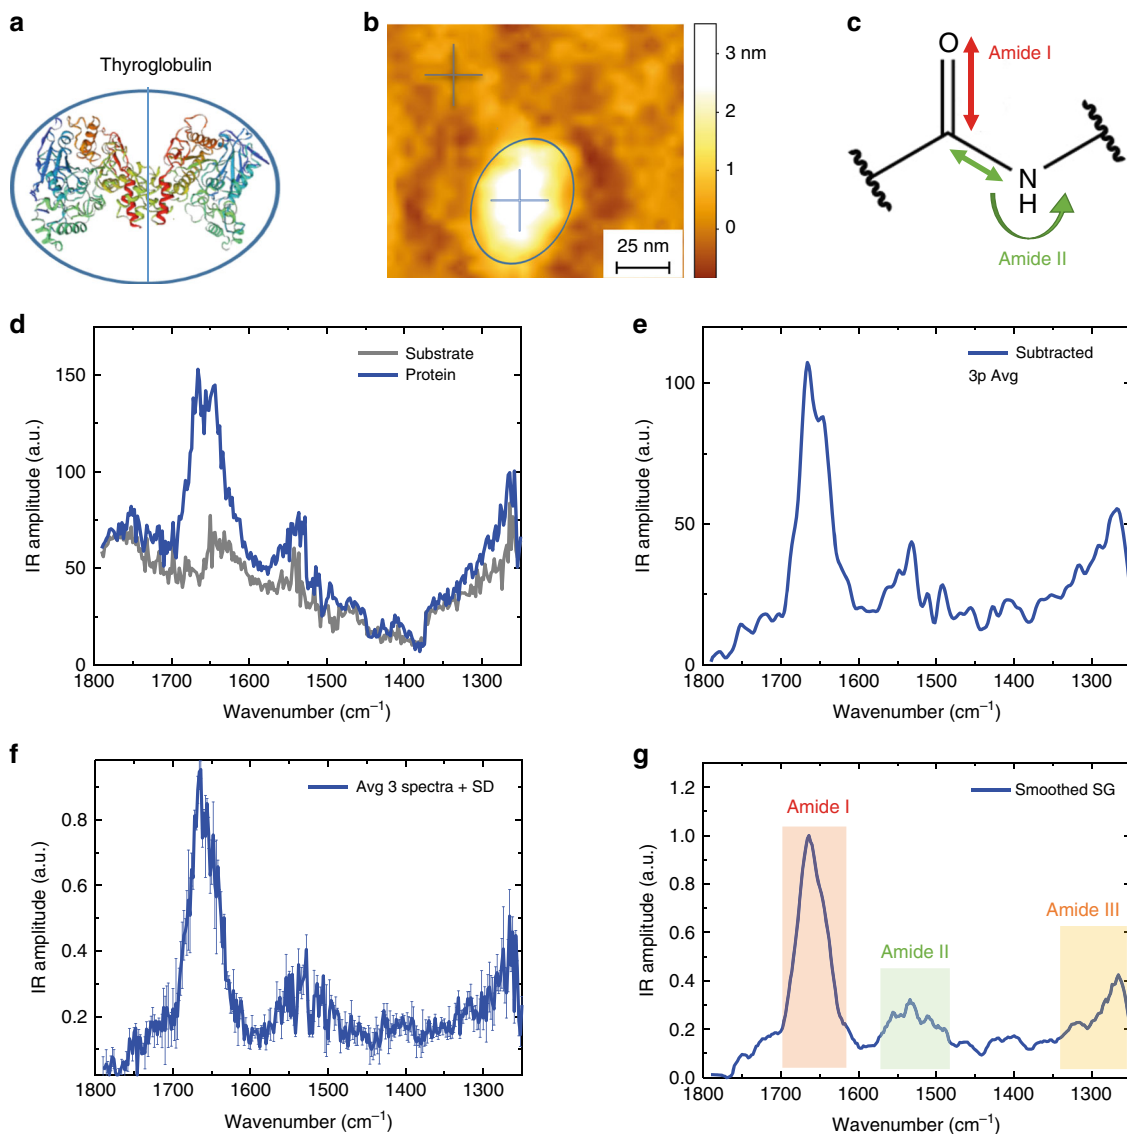 a
Thyroglobulin
b
3 nm
2
1
0
25 nm
c
O
Amide I
N
H
Amide II
d
Substrate
Protein
150
100
50
0
IR amplitude (a.u.)
1800 1700 1600 1500 1400 1300
Wavenumber (cm⁻¹)
e
Subtracted
3p Avg
100
50
0
IR amplitude (a.u.)
1800 1700 1600 1500 1400 1300
Wavenumber (cm⁻¹)
f
Avg 3 spectra + SD
0.8
0.6
0.4
0.2
IR amplitude (a.u.)
1800 1700 1600 1500 1400 1300
Wavenumber (cm⁻¹)
g
Smoothed SG
Amide I
Amide II
Amide III
1.2
1.0
0.8
0.6
0.4
0.2
0.0
IR amplitude (a.u.)
1800 1700 1600 1500 1400 1300
Wavenumber (cm⁻¹)